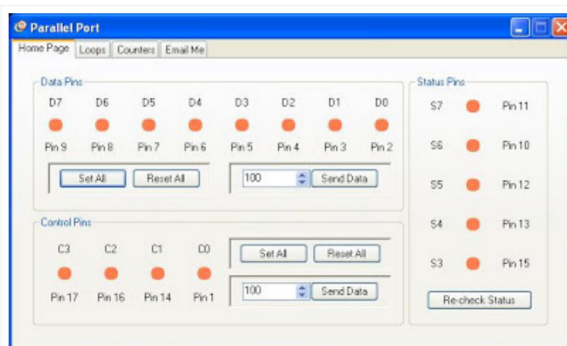 Parallel Port
Home Page Loops Counters Email Me
Data Pins
D7 D6 D5 D4 D3 D2 D1 D0
Pin 9 Pin 8 Pin 7 Pin 6 Pin 5 Pin 4 Pin 3 Pin 2
Set All Reset All 100 Send Data
Control Pins
C3 C2 C1 C0
Pin 17 Pin 16 Pin 14 Pin 1
Set All Reset All
100 Send Data
Status Pins
S7 Pin 11
S6 Pin 10
S5 Pin 12
S4 Pin 13
S3 Pin 15
Re-check Status